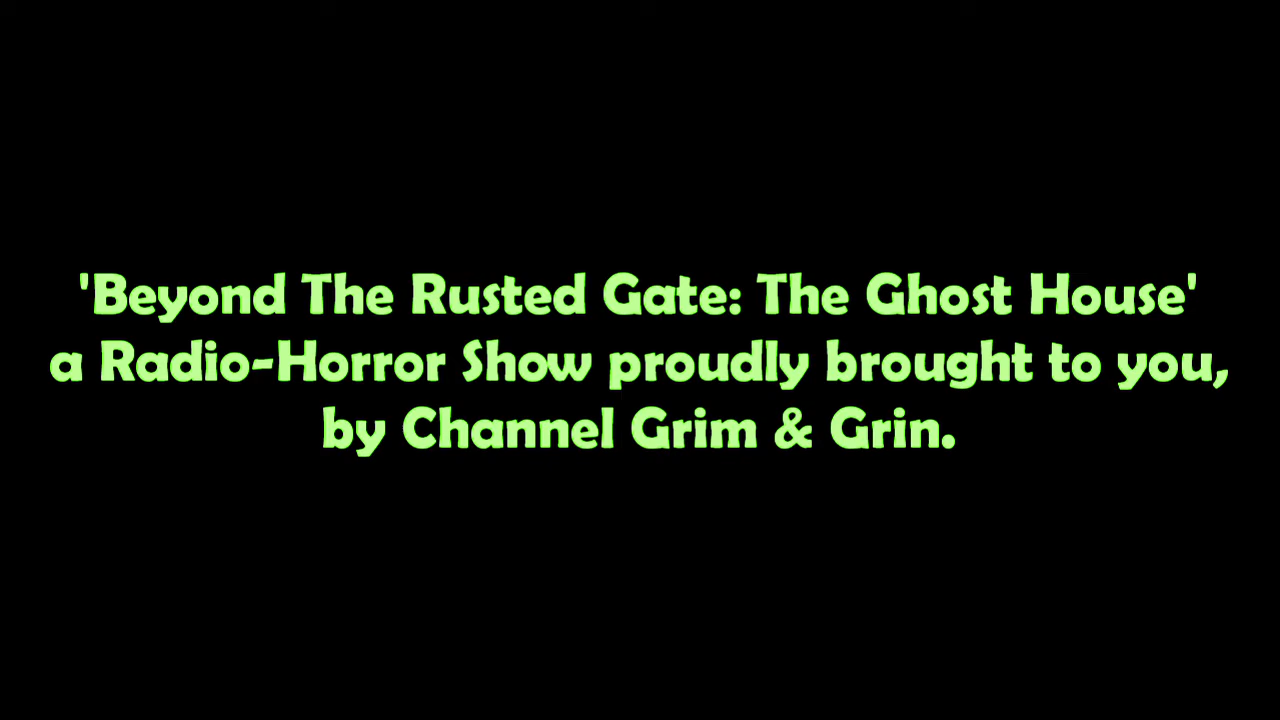 'Beyond The Rusted Gate: The Ghost House'
a Radio-Horror Show proudly brought to you,
by Channel Grim & Grin.